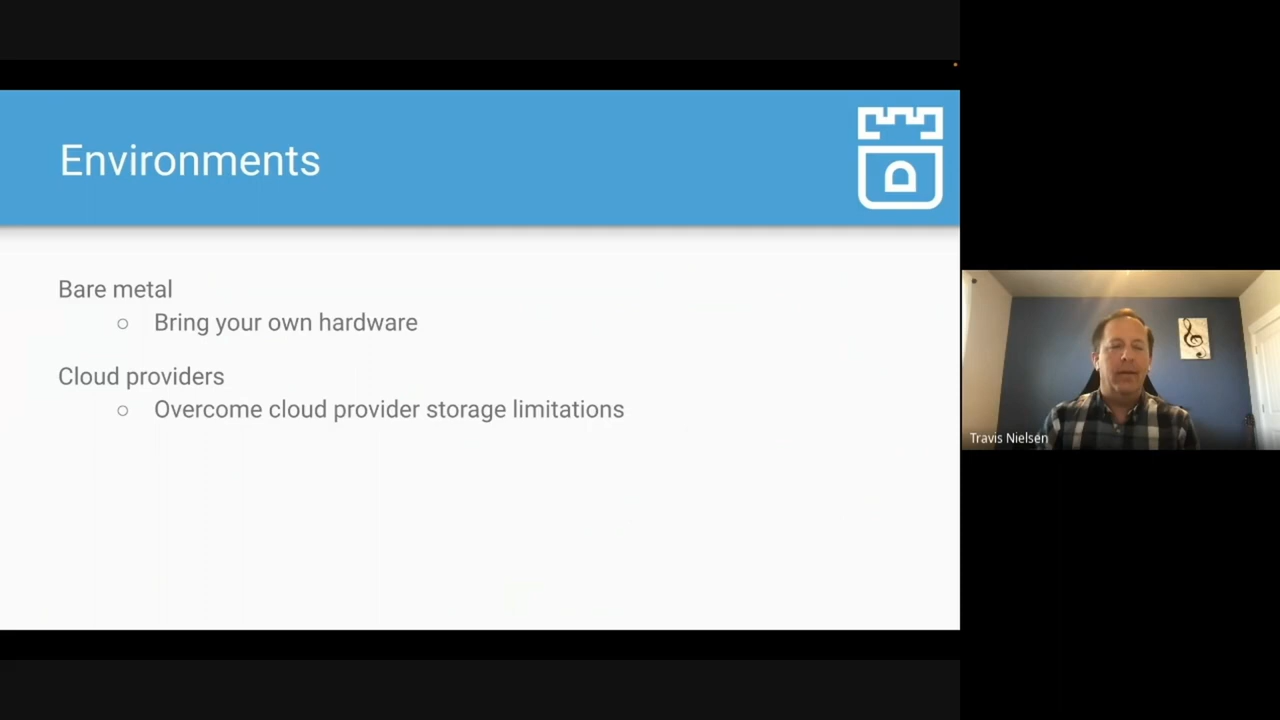 Environments
Bare metal
○ Bring your own hardware
Cloud providers
○ Overcome cloud provider storage limitations
Travis Nielsen